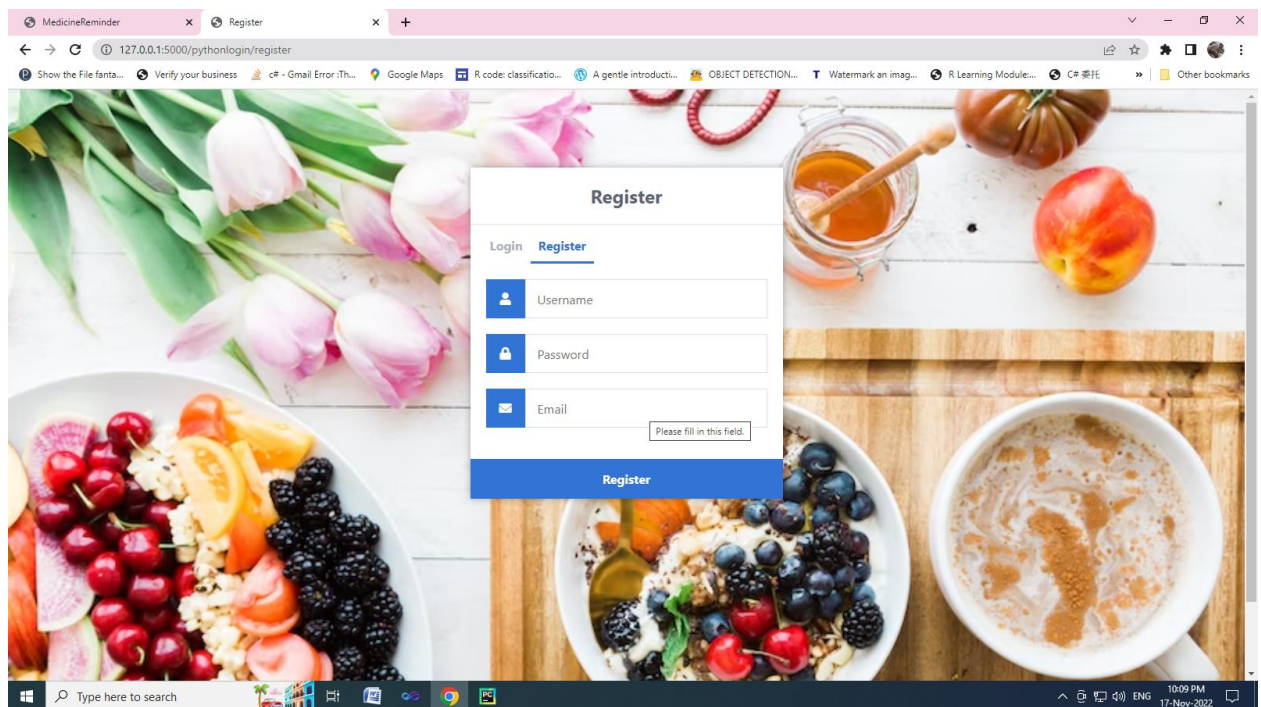 MedicineReminder
Register
127.0.0.1:5000/pythonlogin/register
Show the File fanta... Verify your business c# - Gmail Error :Th... Google Maps R code: classificatio... A gentle introducti... OBJECT DETECTION... T Watermark an imag... R Learning Module:... C# 委托 » Other bookmarks
Register
Login Register
Username
Password
Email
Please fill in this field.
Register
Type here to search
PC
ENG
10:09 PM
17-Nov-2022